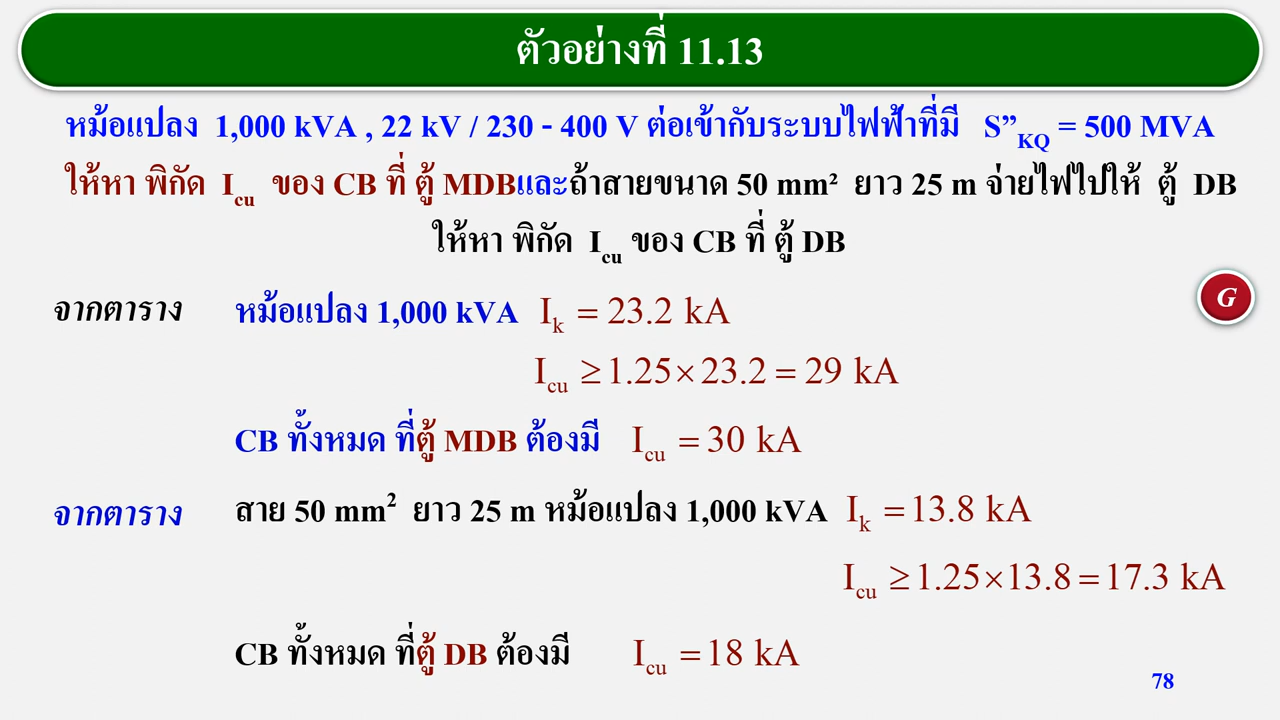 ตัวอย่างที่ 11.13
หม้อแปลง 1,000 kVA , 22 kV / 230 - 400 V ต่อเข้ากับระบบไฟฟ้าที่มี S”KQ = 500 MVA
ให้หา พิกัด Icu ของ CB ที่ ตู้ MDBและถ้าสายขนาด 50 mm² ยาว 25 m จ่ายไฟไปให้ ตู้ DB
ให้หา พิกัด Icu ของ CB ที่ ตู้ DB
G
จากตาราง หม้อแปลง 1,000 kVA Ik = 23.2 kA
Icu ≥ 1.25×23.2 = 29 kA
CB ทั้งหมด ที่ตู้ MDB ต้องมี Icu = 30 kA
จากตาราง สาย 50 mm² ยาว 25 m หม้อแปลง 1,000 kVA Ik = 13.8 kA
Icu ≥ 1.25×13.8 = 17.3 kA
CB ทั้งหมด ที่ตู้ DB ต้องมี Icu = 18 kA
78